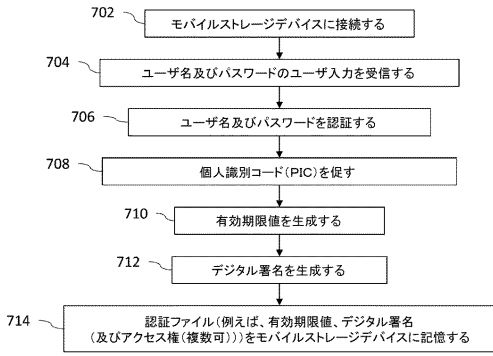 702
モバイルストレージデバイスに接続する
704
ユーザ名及びパスワードのユーザ入力を受信する
706
ユーザ名及びパスワードを認証する
708
個人識別コード(PIC)を促す
710
有効期限値を生成する
712
デジタル署名を生成する
714
認証ファイル(例えば、有効期限値、デジタル署名
(及びアクセス権(複数可)))をモバイルストレージデバイスに記憶する